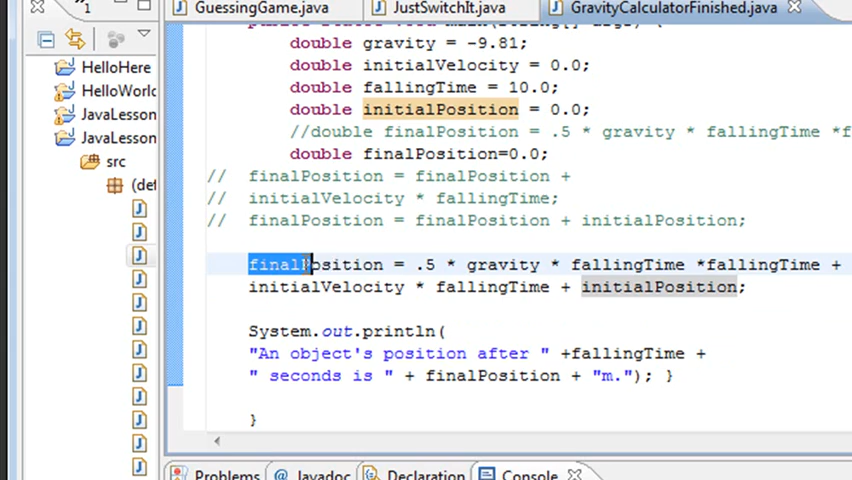 GuessingGame.java JustSwitchIt.java GravityCalculatorFinished.java
double gravity = -9.81;
HelloHere double initialVelocity = 0.0;
HelloWorl double fallingTime = 10.0;
JavaLesson double initialPosition = 0.0;
JavaLesson //double finalPosition = .5 * gravity * fallingTime *f
src double finalPosition=0.0;
(def // finalPosition = finalPosition +
// initialVelocity * fallingTime;
// finalPosition = finalPosition + initialPosition;
finalPosition = .5 * gravity * fallingTime *fallingTime +
initialVelocity * fallingTime + initialPosition;
System.out.println(
"An object's position after " +fallingTime +
" seconds is " + finalPosition + "m."); }
}
Problems @ Javadoc Declaration Console